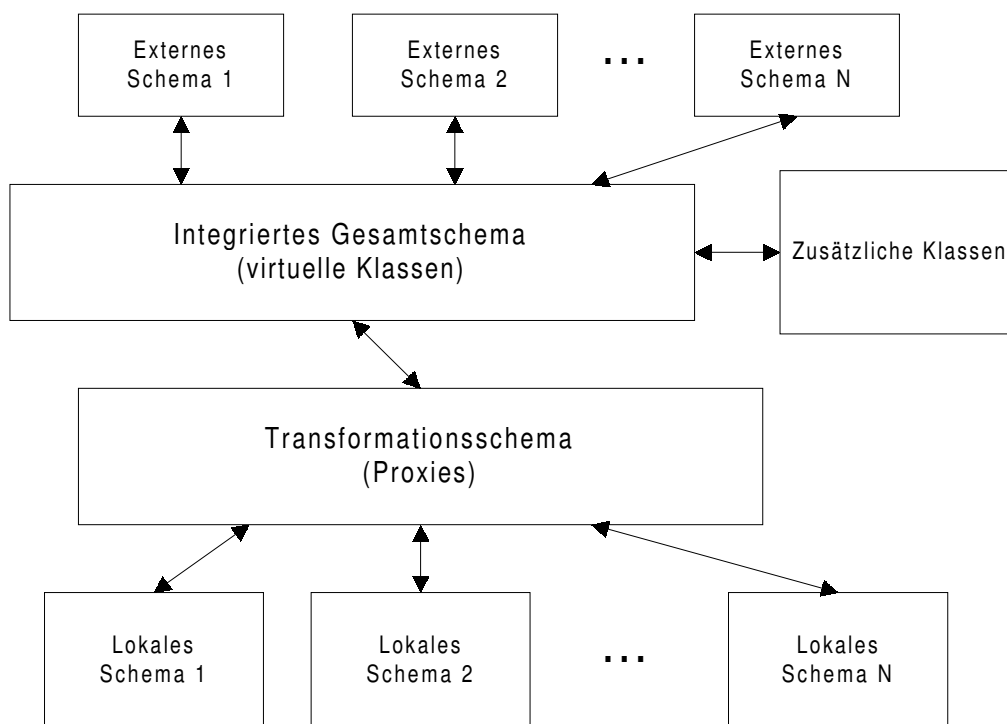 Externes
Schema 1
Externes
Schema 2
...
Externes
Schema N
Integriertes Gesamtschema
(virtuelle Klassen)
Zusätzliche Klassen
Transformationsschema
(Proxies)
Lokales
Schema 1
Lokales
Schema 2
...
Lokales
Schema N